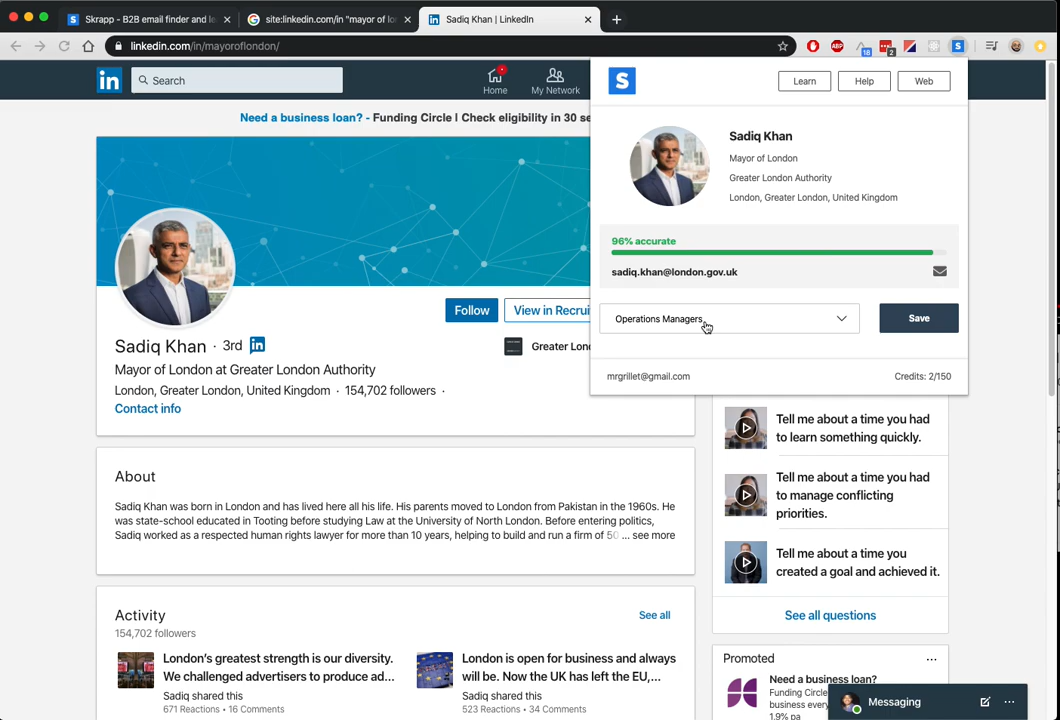 Skrapp - B2B email finder and le
site:linkedin.com/in "mayor of lo
Sadiq Khan | LinkedIn
linkedin.com/in/mayoroflondon/
ABP
18
2
S
in
Search
Home
My Network
S
Learn
Help
Web
Need a business loan? - Funding Circle | Check eligibility in 30 se
Sadiq Khan
Mayor of London
Greater London Authority
London, Greater London, United Kingdom
96% accurate
sadiq.khan@london.gov.uk
Operations Managers
Save
mrgrillet@gmail.com
Credits: 2/150
Follow
View in Recrui
Sadiq Khan · 3rd in
Greater Lon
Mayor of London at Greater London Authority
London, Greater London, United Kingdom · 154,702 followers ·
Contact info
About
Sadiq Khan was born in London and has lived here all his life. His parents moved to London from Pakistan in the 1960s. He
was state-school educated in Tooting before studying Law at the University of North London. Before entering politics,
Sadiq worked as a respected human rights lawyer for more than 10 years, helping to build and run a firm of 50 ... see more
Activity
See all
154,702 followers
London's greatest strength is our diversity.
We challenged advertisers to produce ad...
Sadiq shared this
671 Reactions • 16 Comments
London is open for business and always
will be. Now the UK has left the EU,...
Sadiq shared this
523 Reactions • 34 Comments
Tell me about a time you had
to learn something quickly.
Tell me about a time you had
to manage conflicting
priorities.
Tell me about a time you
created a goal and achieved it.
See all questions
Promoted
Need a business loan?
Funding Circle
business every
1.9% pa
Messaging